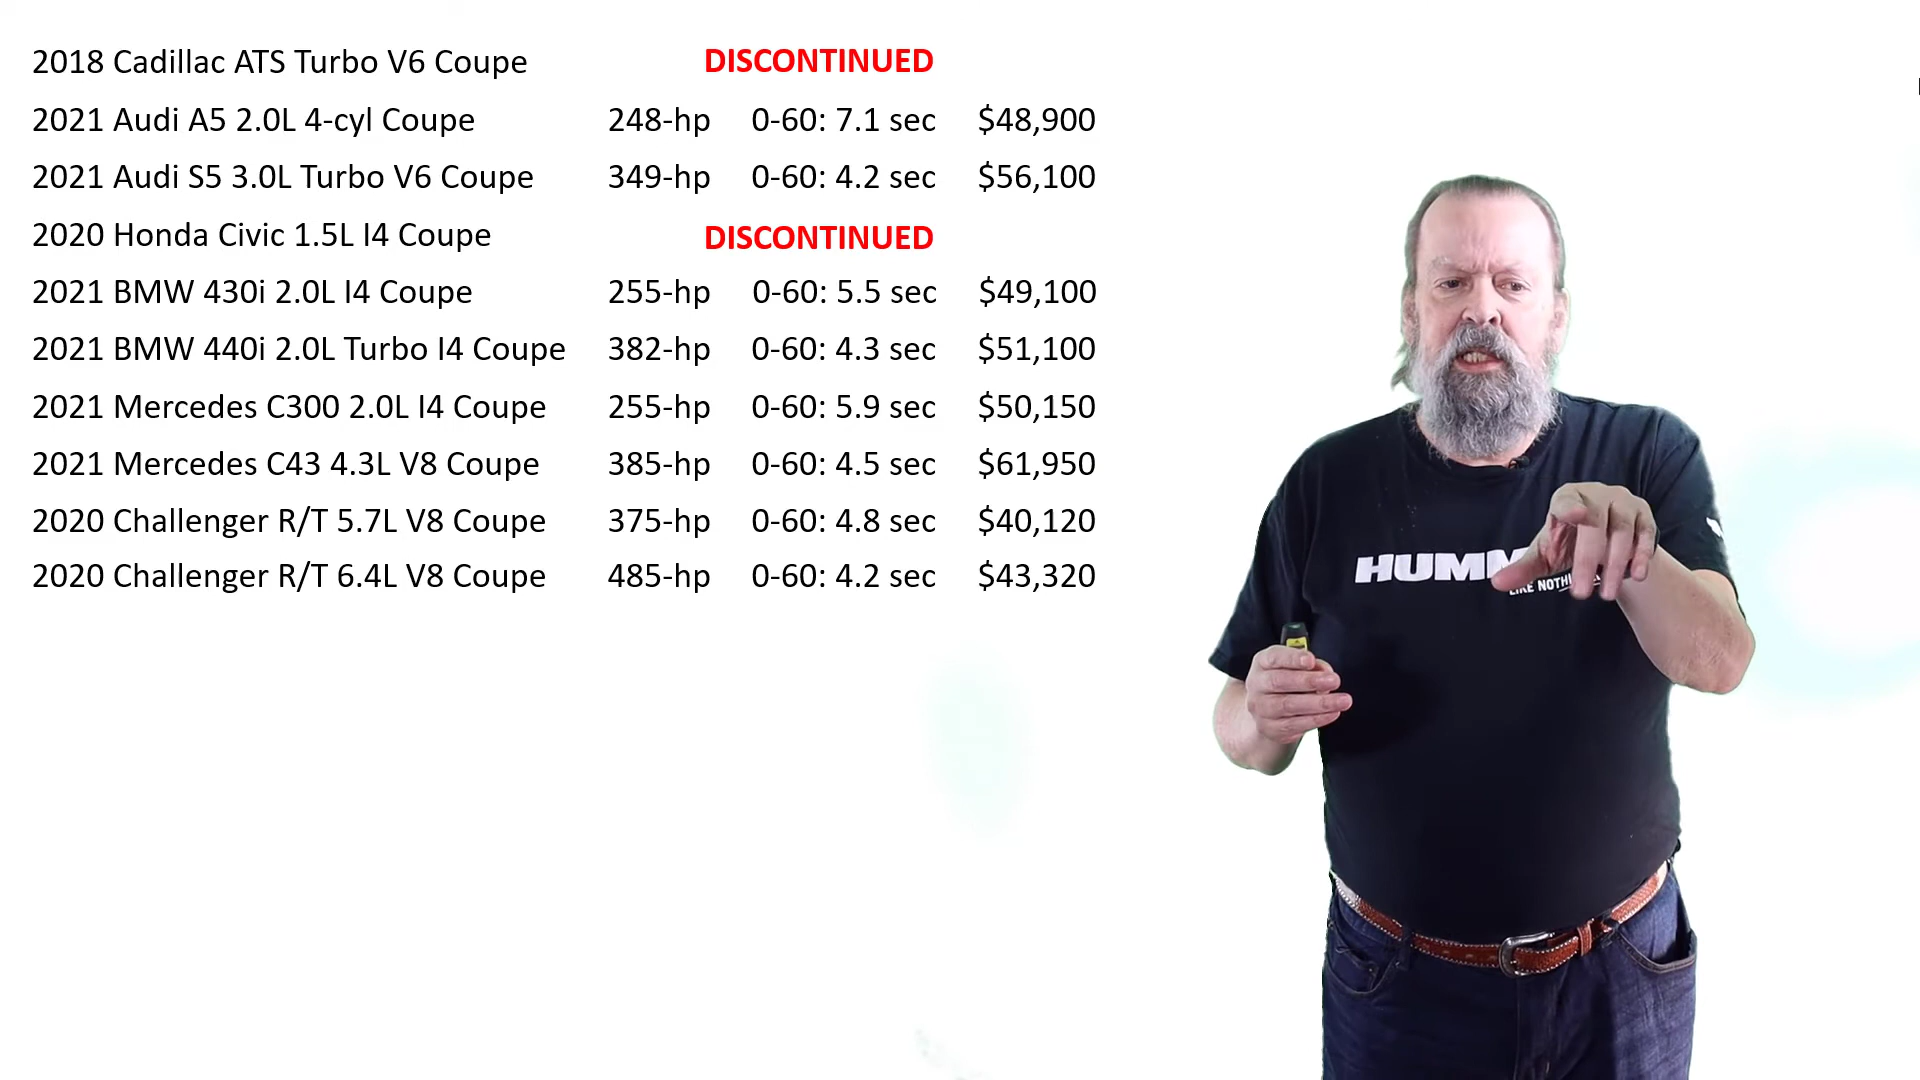 2018 Cadillac ATS Turbo V6 Coupe DISCONTINUED
2021 Audi A5 2.0L 4-cyl Coupe 248-hp 0-60: 7.1 sec $48,900
2021 Audi S5 3.0L Turbo V6 Coupe 349-hp 0-60: 4.2 sec $56,100
2020 Honda Civic 1.5L I4 Coupe DISCONTINUED
2021 BMW 430i 2.0L I4 Coupe 255-hp 0-60: 5.5 sec $49,100
2021 BMW 440i 2.0L Turbo I4 Coupe 382-hp 0-60: 4.3 sec $51,100
2021 Mercedes C300 2.0L I4 Coupe 255-hp 0-60: 5.9 sec $50,150
2021 Mercedes C43 4.3L V8 Coupe 385-hp 0-60: 4.5 sec $61,950
2020 Challenger R/T 5.7L V8 Coupe 375-hp 0-60: 4.8 sec $40,120
2020 Challenger R/T 6.4L V8 Coupe 485-hp 0-60: 4.2 sec $43,320
HUMM
LIKE